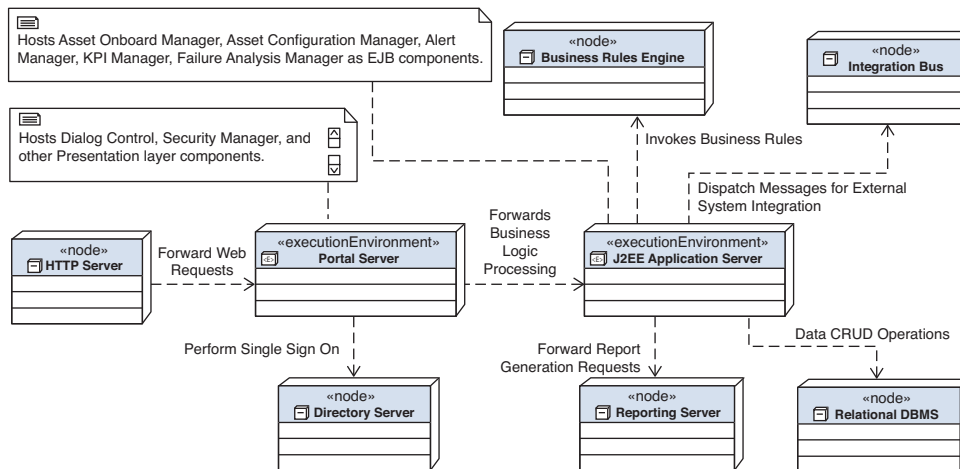 Hosts Asset Onboard Manager, Asset Configuration Manager, Alert
Manager, KPI Manager, Failure Analysis Manager as EJB components.
«node»
Business Rules Engine
«node»
Integration Bus
Hosts Dialog Control, Security Manager, and
other Presentation layer components.
Invokes Business Rules
Dispatch Messages for External
System Integration
«node»
HTTP Server
Forward Web
Requests
«executionEnvironment»
<E> Portal Server
Forwards
Business
Logic
Processing
«executionEnvironment»
<E> J2EE Application Server
Perform Single Sign On
Forward Report
Generation Requests
Data CRUD Operations
«node»
Directory Server
«node»
Reporting Server
«node»
Relational DBMS